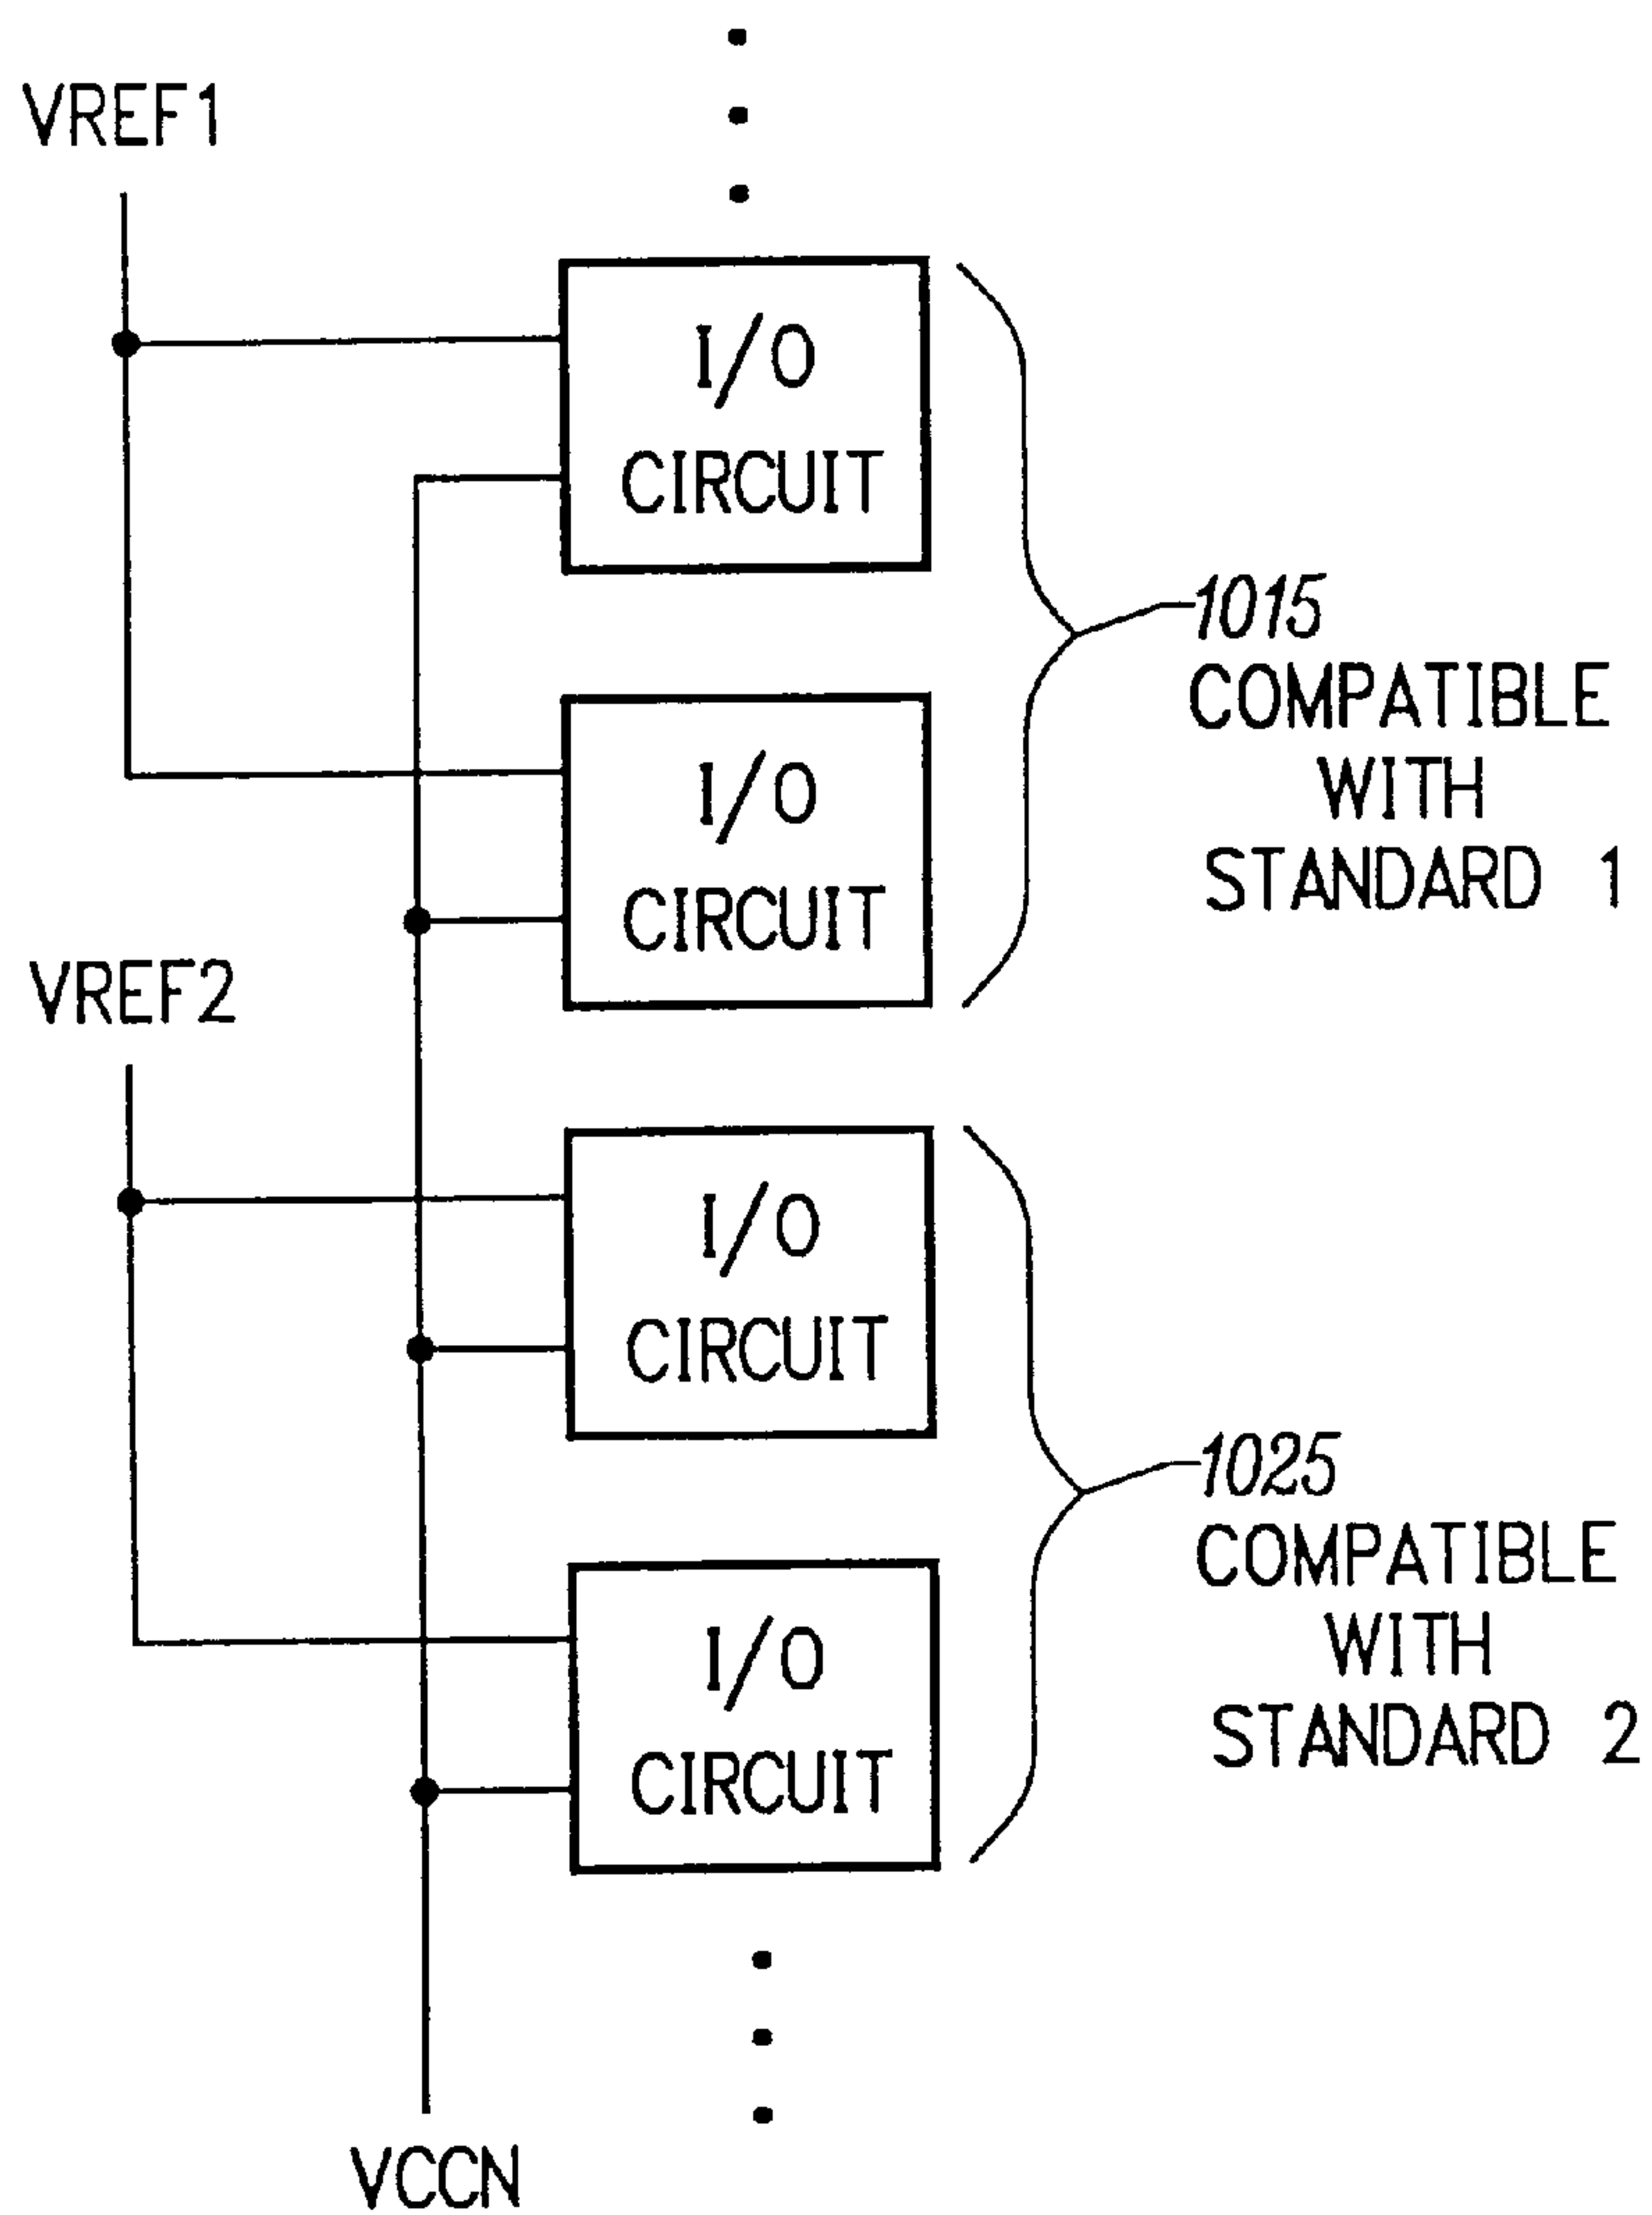 VREF1
I/O
CIRCUIT
1015
COMPATIBLE
WITH
STANDARD 1
I/O
CIRCUIT
VREF2
I/O
CIRCUIT
1025
COMPATIBLE
WITH
STANDARD 2
I/O
CIRCUIT
VCCN